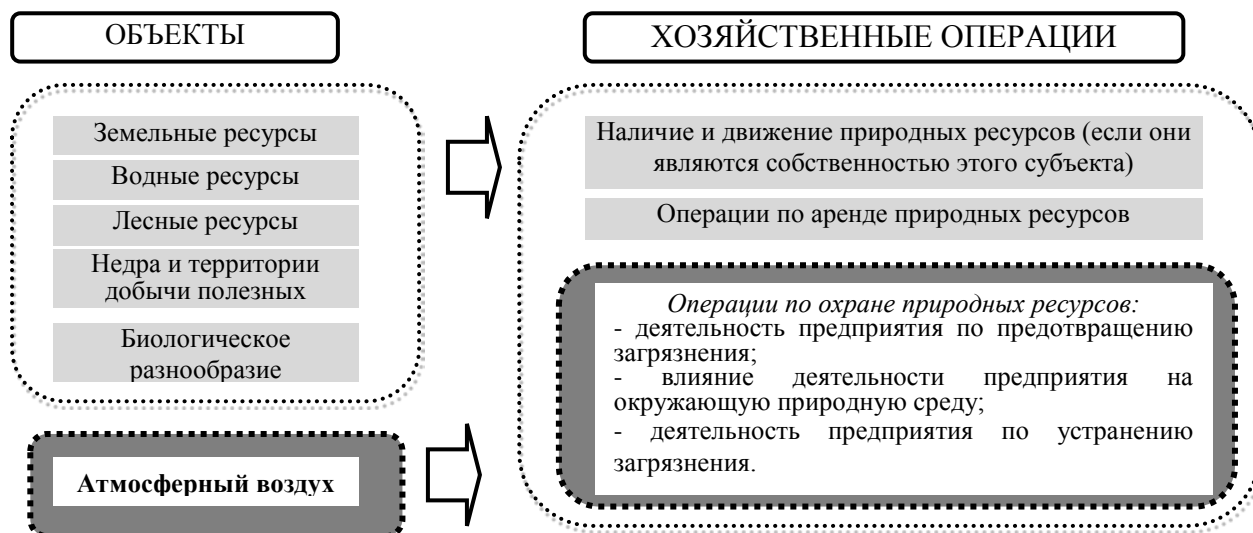 ОБЪЕКТЫ
Земельные ресурсы
Водные ресурсы
Лесные ресурсы
Недра и территории
добычи полезных
Биологическое
разнообразие
Атмосферный воздух
ХОЗЯЙСТВЕННЫЕ ОПЕРАЦИИ
Наличие и движение природных ресурсов (если они
являются собственностью этого субъекта)
Операции по аренде природных ресурсов
Операции по охране природных ресурсов:
- деятельность предприятия по предотвращению
загрязнения;
- влияние деятельности предприятия на
окружающую природную среду;
- деятельность предприятия по устранению
загрязнения.